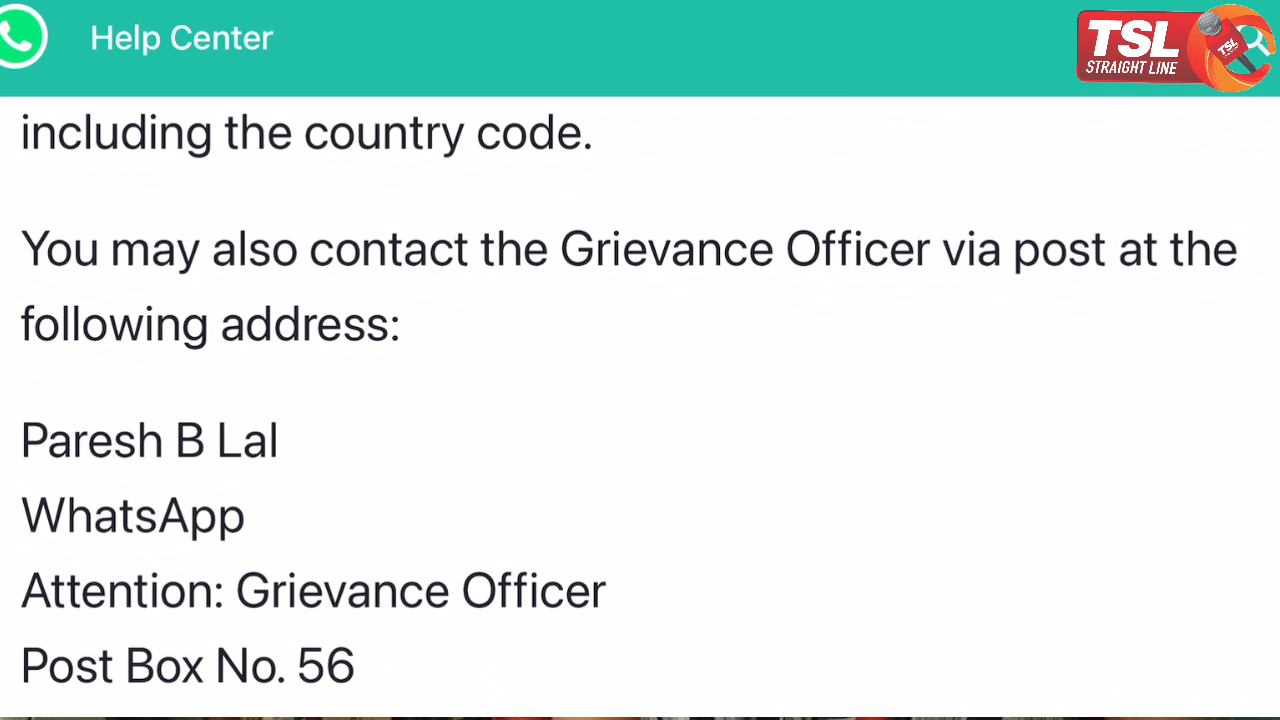 Help Center
TSL
STRAIGHT LINE
TSL
including the country code.
You may also contact the Grievance Officer via post at the
following address:
Paresh B Lal
WhatsApp
Attention: Grievance Officer
Post Box No. 56